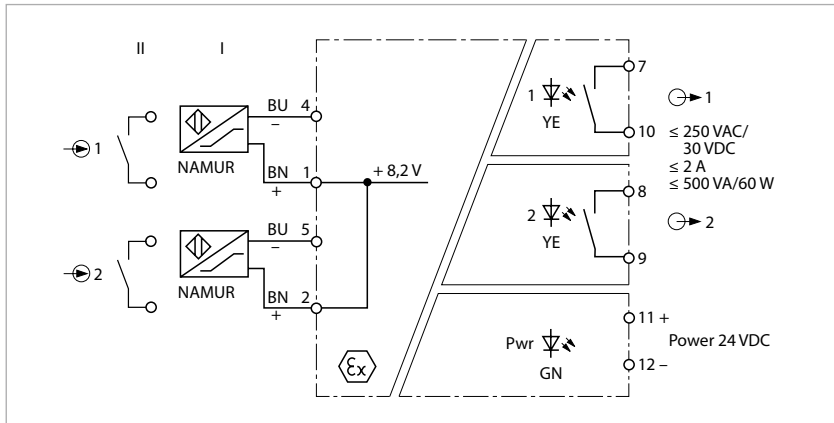 II I
BU 4
–
1
NAMUR
BN 1
+
+ 8,2 V
BU 5
–
2
NAMUR
BN 2
+
Ex
1
YE
7
10
1
≤ 250 VAC/
30 VDC
≤ 2 A
≤ 500 VA/60 W
2
YE
8
9
2
Pwr
GN
11 +
12 –
Power 24 VDC